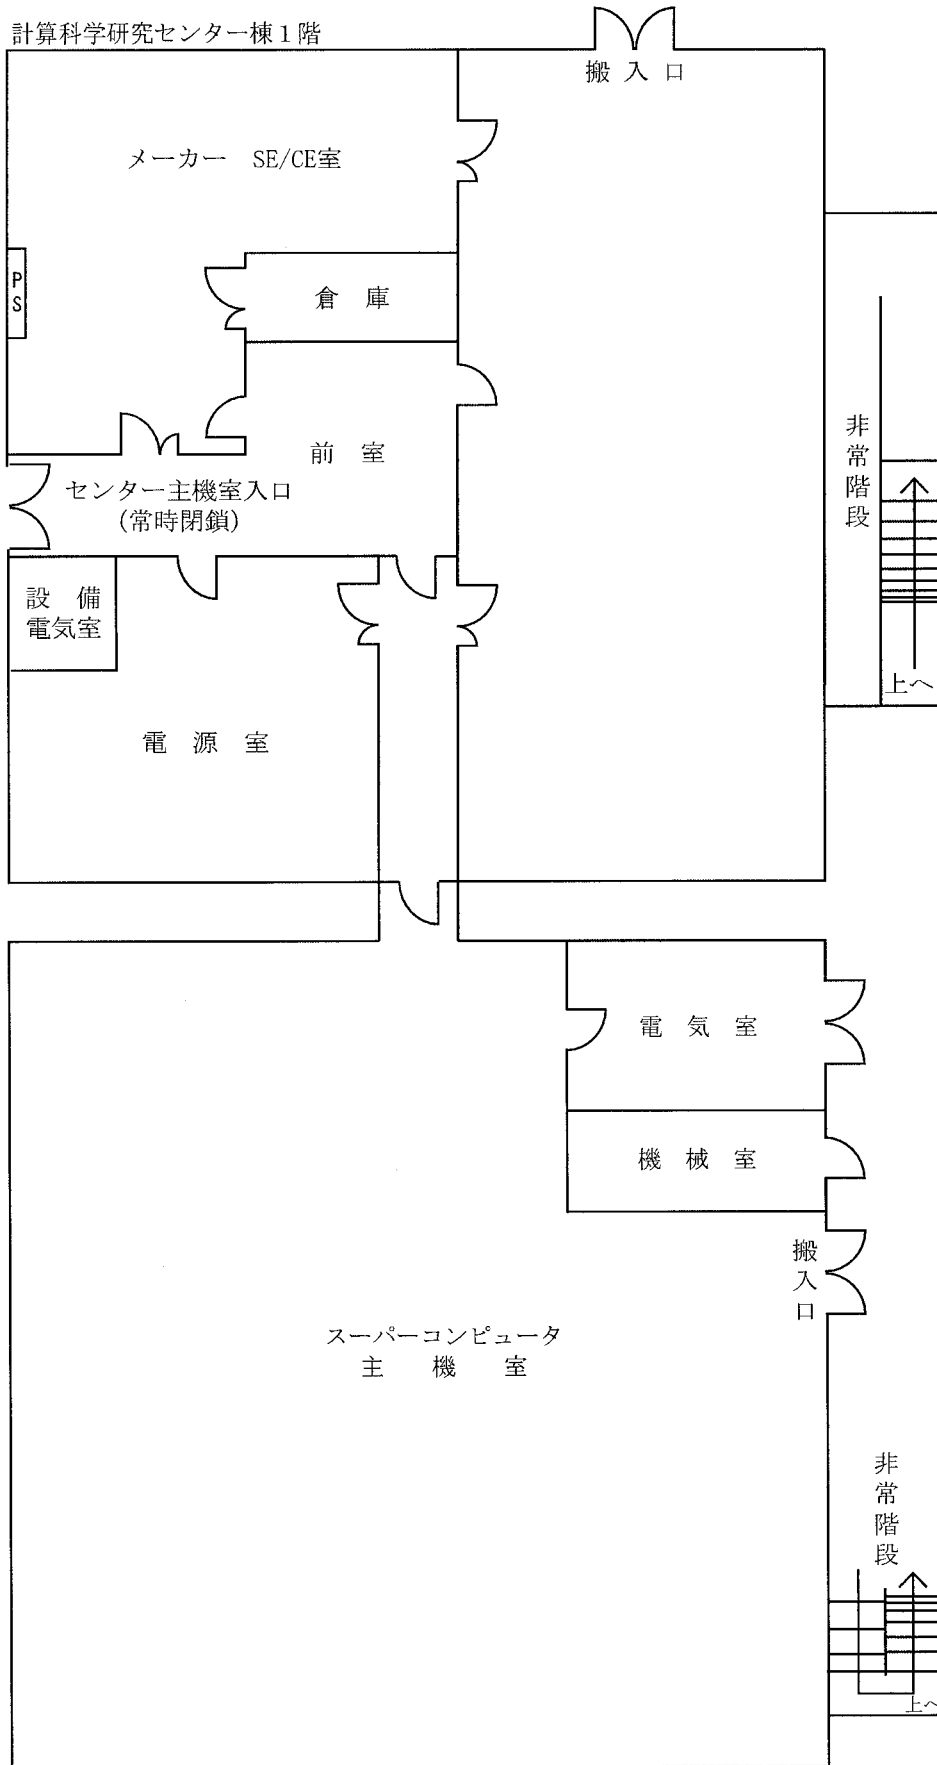 計算科学研究センター棟1階
搬入口
メーカー　SE/CE室
PS
倉　庫
前　室
非常階段
センター主機室入口
(常時閉鎖)
設　備
電気室
上へ
電　源　室
電　気　室
機　械　室
搬入口
スーパーコンピュータ
主　機　室
非常階段
上へ